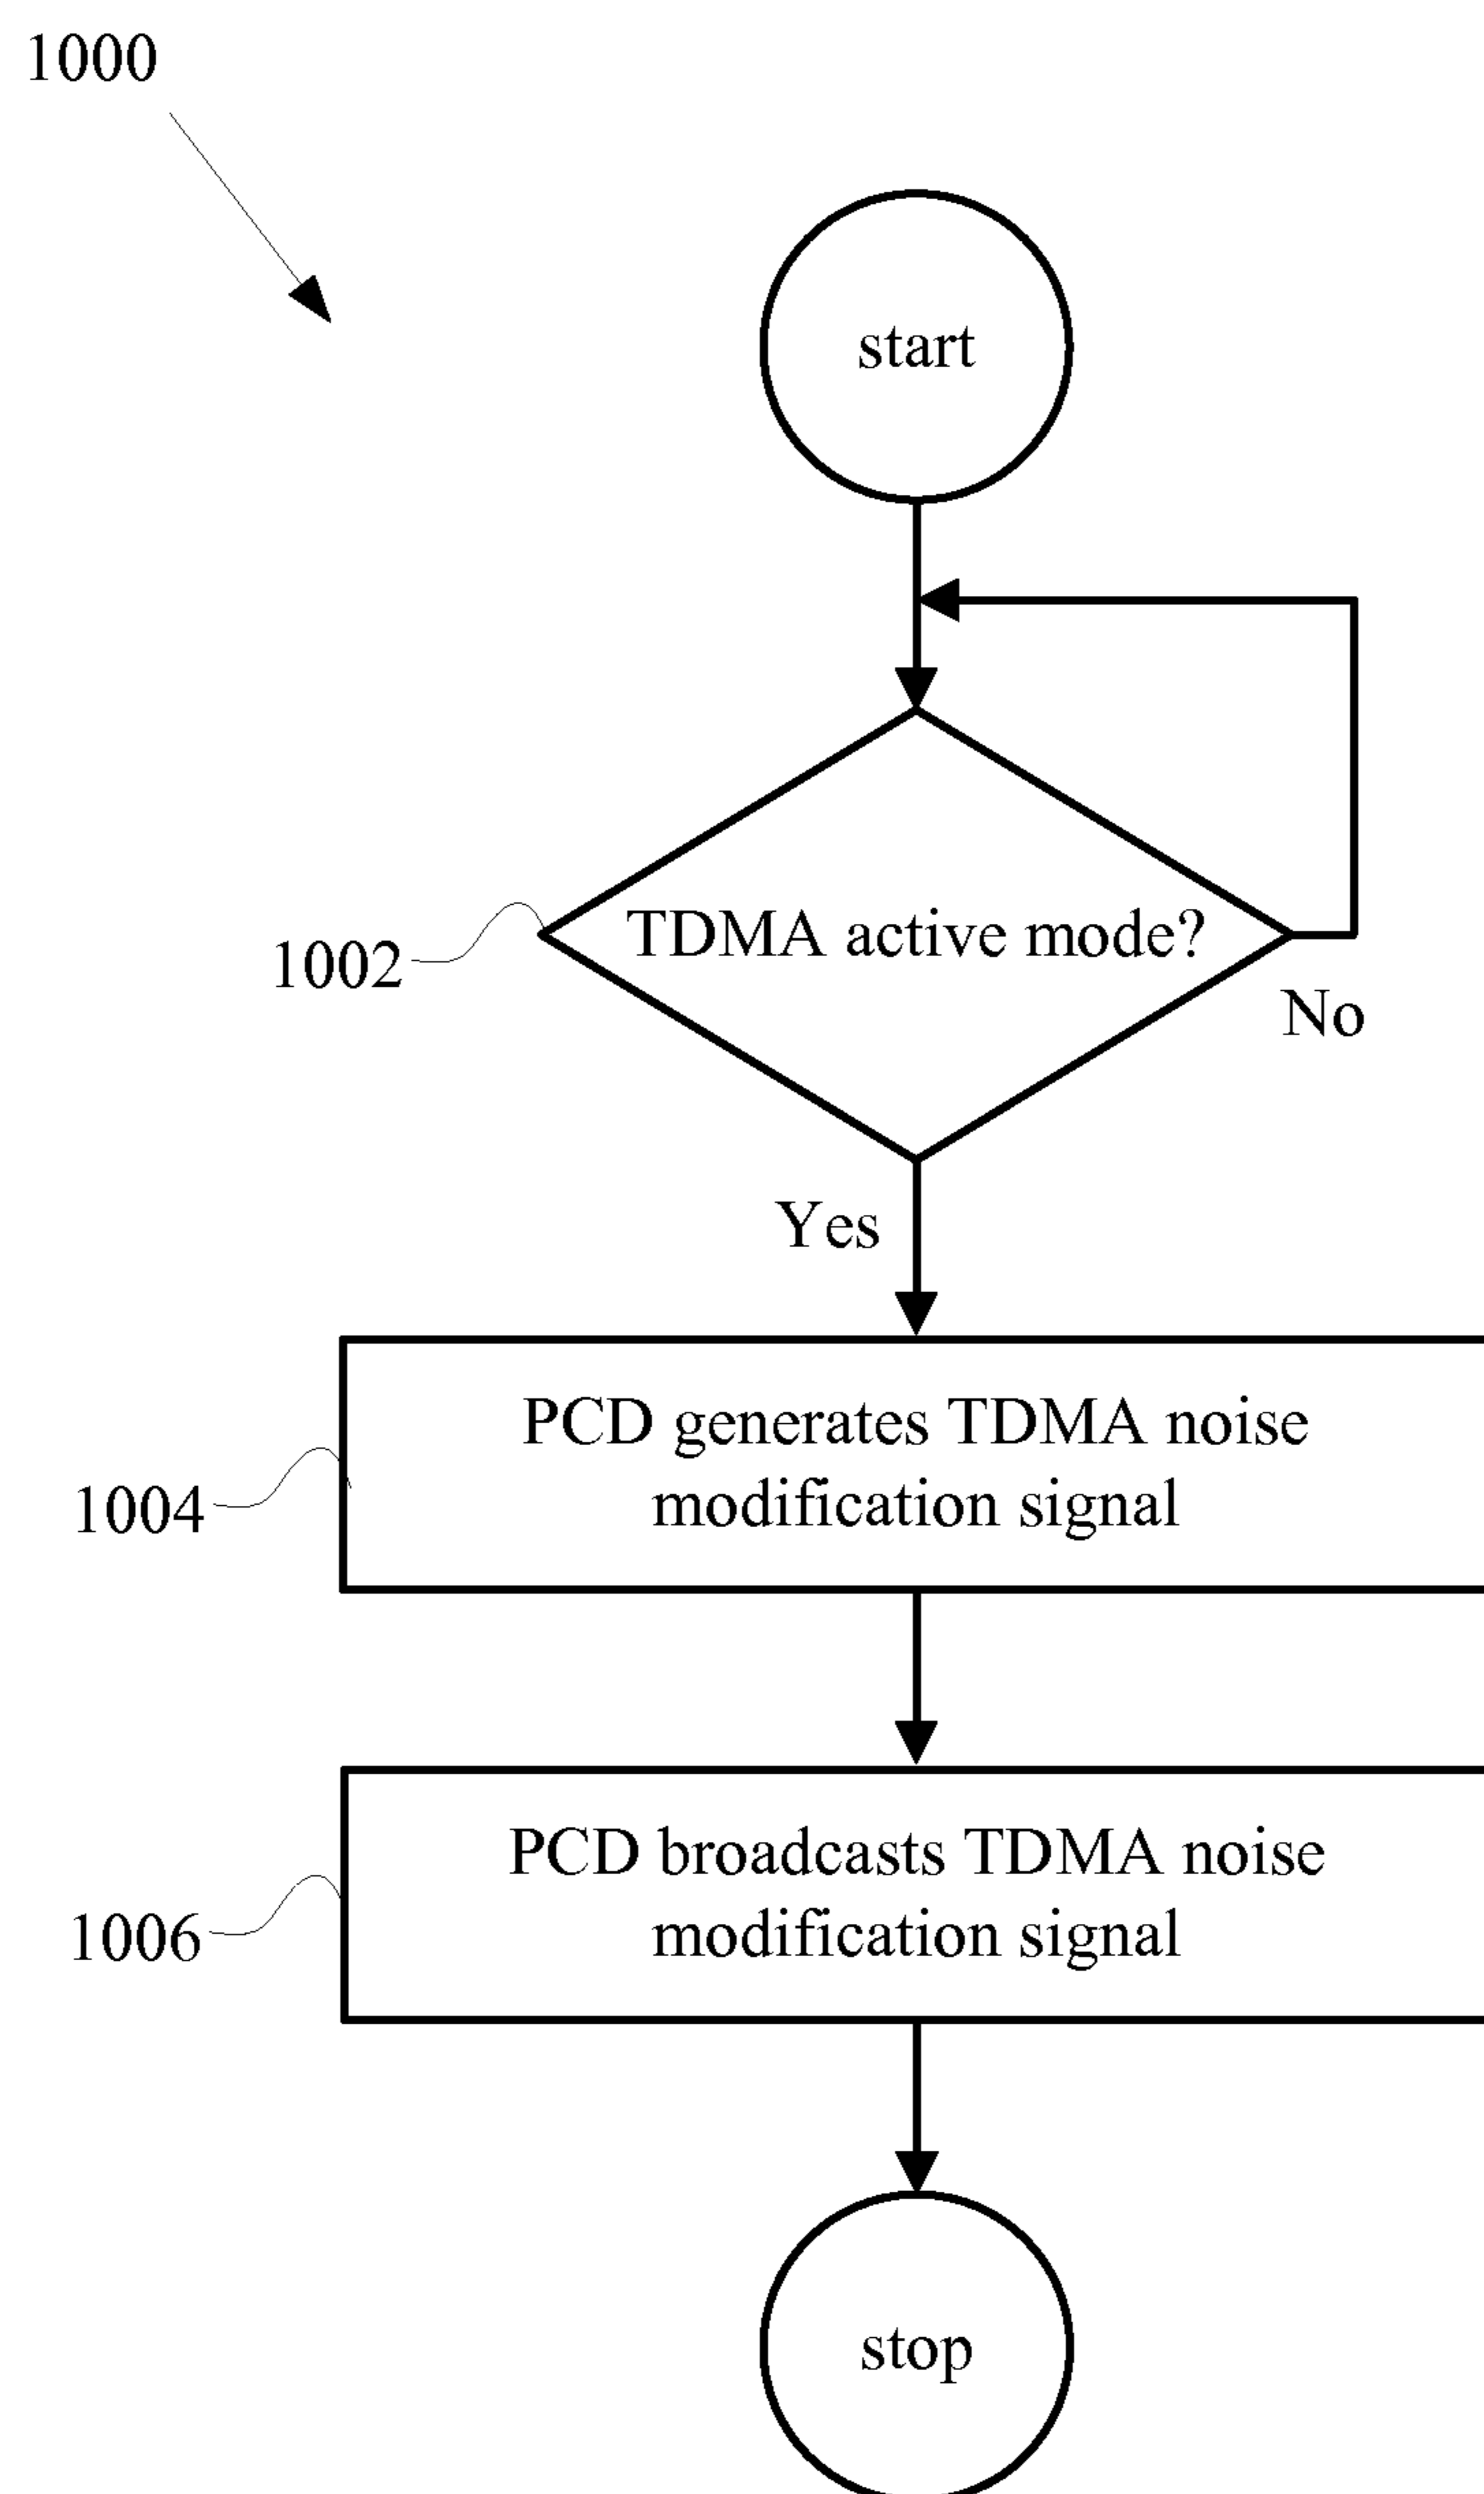 1000
start
TDMA active mode?
1002
No
Yes
PCD generates TDMA noise
modification signal
1004
PCD broadcasts TDMA noise
modification signal
1006
stop